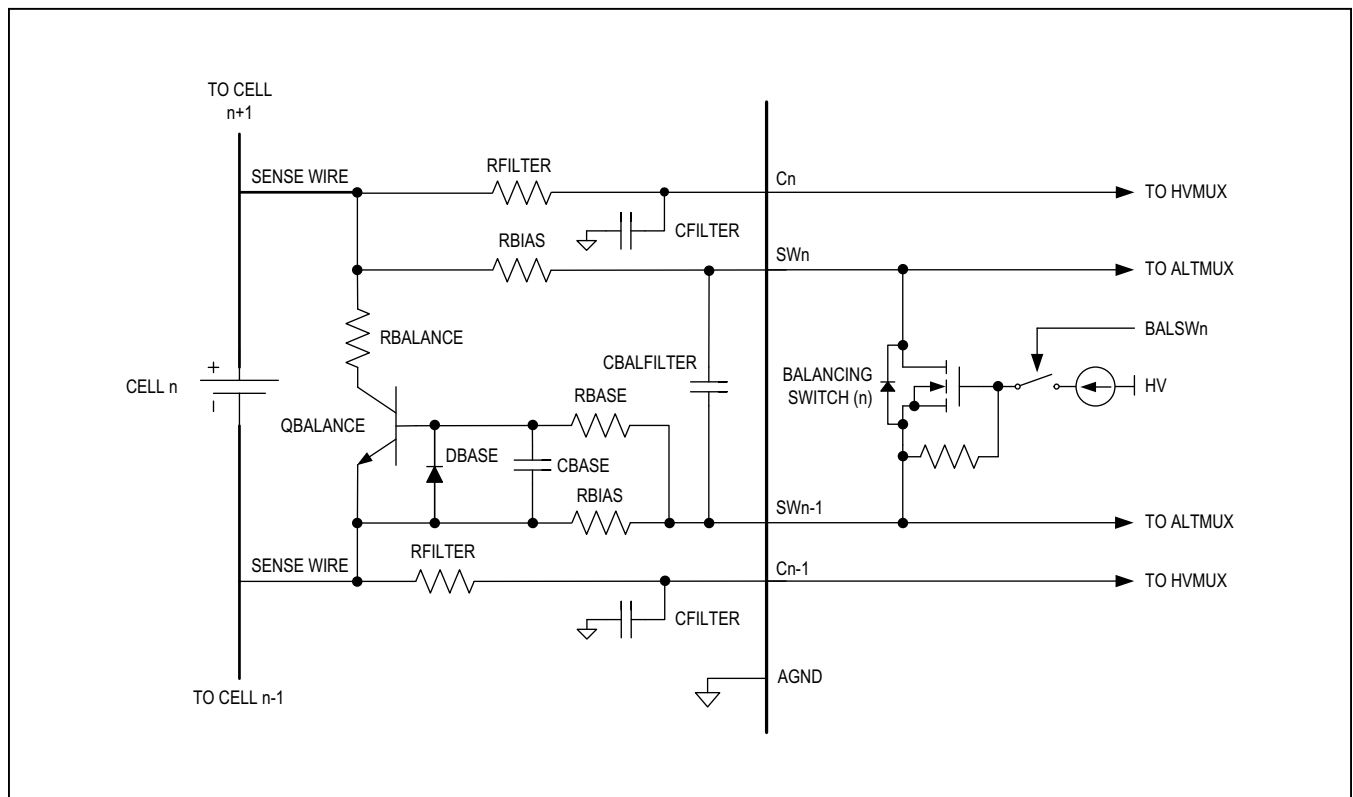 TO CELL
n+1
SENSE WIRE
RFILTER
Cn
TO HVMUX
CFILTER
RBIAS
SWn
TO ALTMUX
RBALANCE
BALSWn
CBALFILTER
CELL n
+
–
BALANCING
SWITCH (n)
HV
RBASE
QBALANCE
DBASE
CBASE
RBIAS
SWn-1
TO ALTMUX
RFILTER
SENSE WIRE
Cn-1
TO HVMUX
CFILTER
AGND
TO CELL n-1